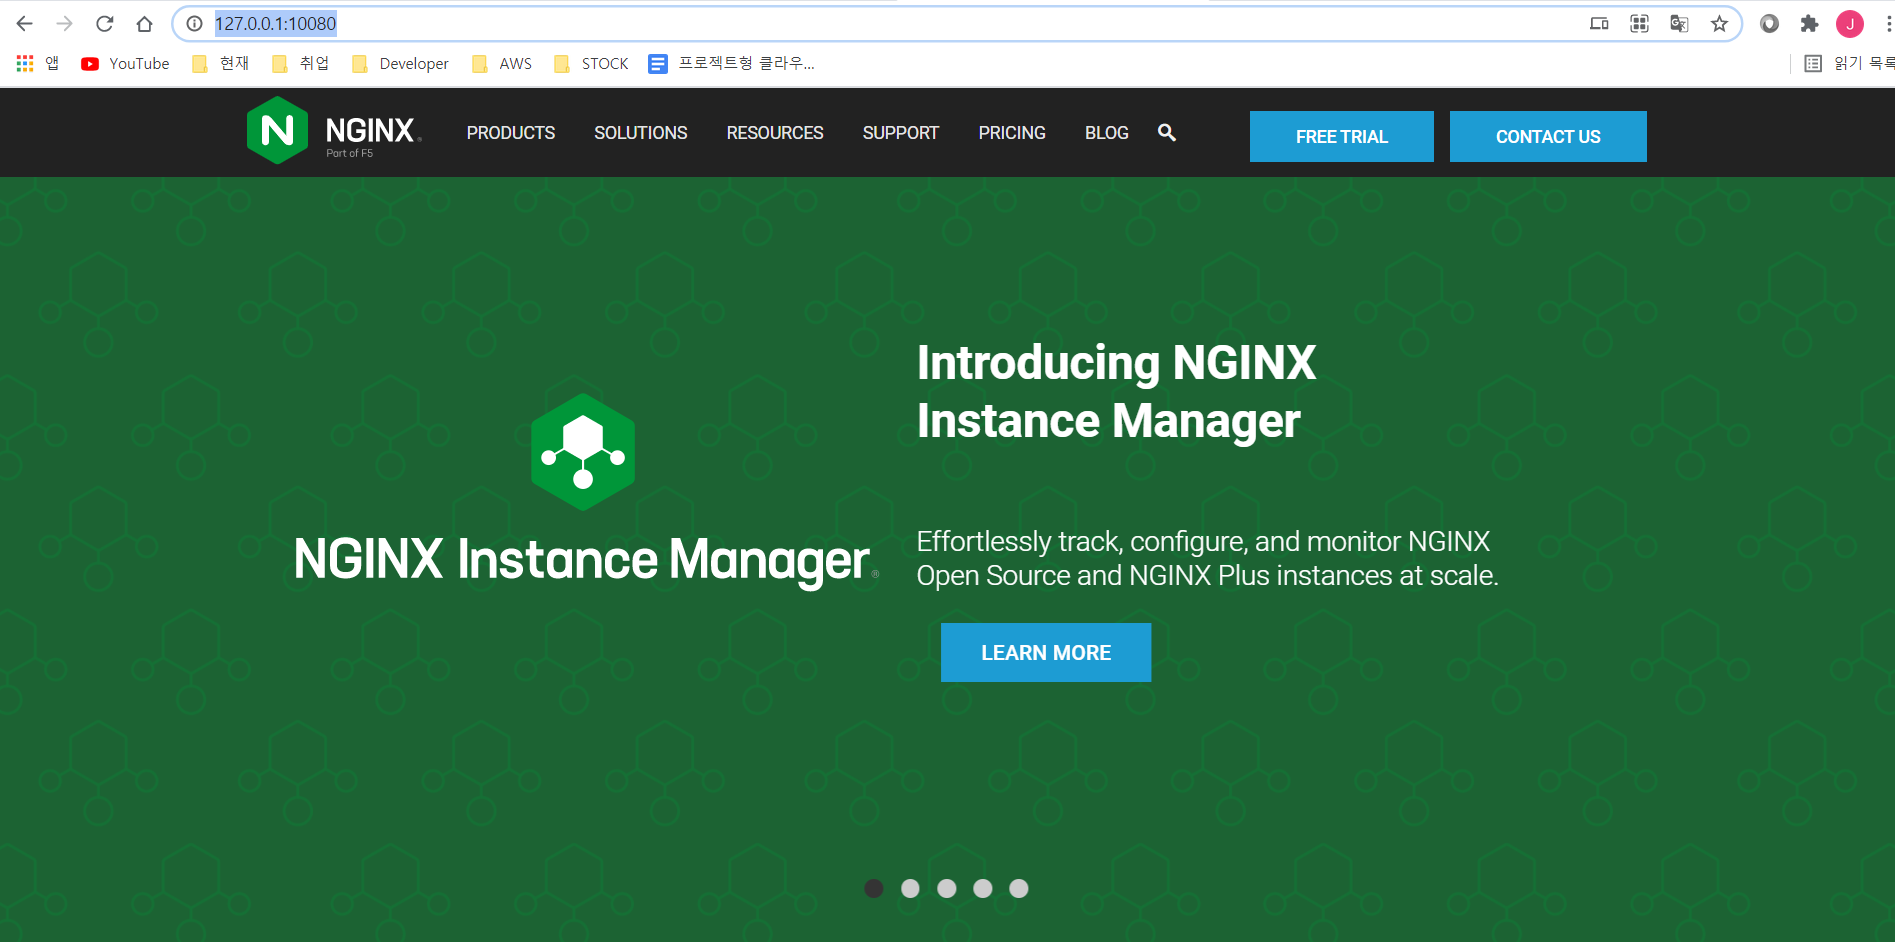 127.0.0.1:10080
J
앱 YouTube 현재 취업 Developer AWS STOCK 프로젝트형 클라우... 읽기 목록
N NGINX
Part of F5
PRODUCTS SOLUTIONS RESOURCES SUPPORT PRICING BLOG FREE TRIAL CONTACT US
Introducing NGINX
Instance Manager
NGINX Instance Manager®
Effortlessly track, configure, and monitor NGINX
Open Source and NGINX Plus instances at scale.
LEARN MORE